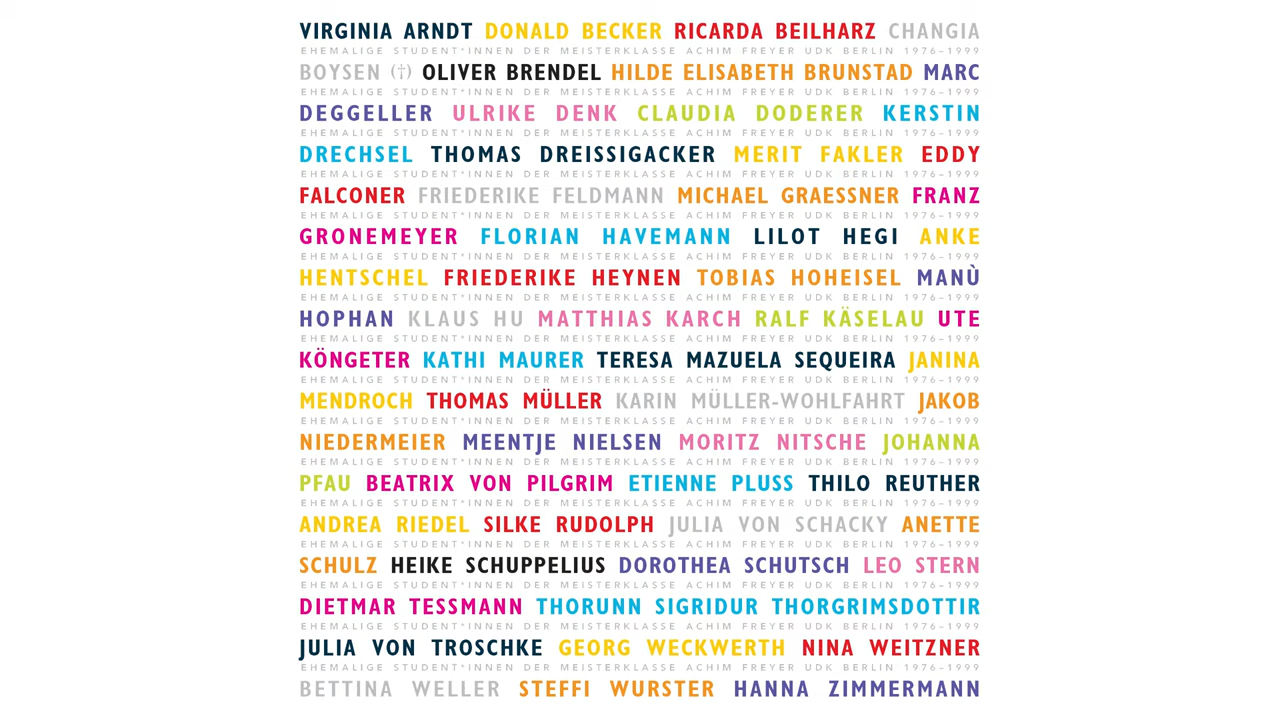 VIRGINIA ARNDT DONALD BECKER RICARDA BEILHARZ CHANGIA
EHEMALIGE STUDENT*INNEN DER MEISTERKLASSE ACHIM FREYER UDK BERLIN 1976–1999
BOYSEN (†) OLIVER BRENDEL HILDE ELISABETH BRUNSTAD MARC
EHEMALIGE STUDENT*INNEN DER MEISTERKLASSE ACHIM FREYER UDK BERLIN 1976–1999
DEGGELLER ULRIKE DENK CLAUDIA DODERER KERSTIN
EHEMALIGE STUDENT*INNEN DER MEISTERKLASSE ACHIM FREYER UDK BERLIN 1976–1999
DRECHSEL THOMAS DREISSIGACKER MERIT FAKLER EDDY
EHEMALIGE STUDENT*INNEN DER MEISTERKLASSE ACHIM FREYER UDK BERLIN 1976–1999
FALCONER FRIEDERIKE FELDMANN MICHAEL GRAESSNER FRANZ
EHEMALIGE STUDENT*INNEN DER MEISTERKLASSE ACHIM FREYER UDK BERLIN 1976–1999
GRONEMEYER FLORIAN HAVEMANN LILOT HEGI ANKE
EHEMALIGE STUDENT*INNEN DER MEISTERKLASSE ACHIM FREYER UDK BERLIN 1976–1999
HENTSCHEL FRIEDERIKE HEYNEN TOBIAS HOHEISEL MANÙ
EHEMALIGE STUDENT*INNEN DER MEISTERKLASSE ACHIM FREYER UDK BERLIN 1976–1999
HOPHAN KLAUS HU MATTHIAS KARCH RALF KÄSELAU UTE
EHEMALIGE STUDENT*INNEN DER MEISTERKLASSE ACHIM FREYER UDK BERLIN 1976–1999
KÖNGETER KATHI MAURER TERESA MAZUELA SEQUEIRA JANINA
EHEMALIGE STUDENT*INNEN DER MEISTERKLASSE ACHIM FREYER UDK BERLIN 1976–1999
MENDROCH THOMAS MÜLLER KARIN MÜLLER-WOHLFAHRT JAKOB
EHEMALIGE STUDENT*INNEN DER MEISTERKLASSE ACHIM FREYER UDK BERLIN 1976–1999
NIEDERMEIER MEENTJE NIELSEN MORITZ NITSCHE JOHANNA
EHEMALIGE STUDENT*INNEN DER MEISTERKLASSE ACHIM FREYER UDK BERLIN 1976–1999
PFAU BEATRIX VON PILGRIM ETIENNE PLUSS THILO REUTHER
EHEMALIGE STUDENT*INNEN DER MEISTERKLASSE ACHIM FREYER UDK BERLIN 1976–1999
ANDREA RIEDEL SILKE RUDOLPH JULIA VON SCHACKY ANETTE
EHEMALIGE STUDENT*INNEN DER MEISTERKLASSE ACHIM FREYER UDK BERLIN 1976–1999
SCHULZ HEIKE SCHUPPELIUS DOROTHEA SCHUTSCH LEO STERN
EHEMALIGE STUDENT*INNEN DER MEISTERKLASSE ACHIM FREYER UDK BERLIN 1976–1999
DIETMAR TESSMANN THORUNN SIGRIDUR THORGRIMSDOTTIR
EHEMALIGE STUDENT*INNEN DER MEISTERKLASSE ACHIM FREYER UDK BERLIN 1976–1999
JULIA VON TROSCHKE GEORG WECKWERTH NINA WEITZNER
EHEMALIGE STUDENT*INNEN DER MEISTERKLASSE ACHIM FREYER UDK BERLIN 1976–1999
BETTINA WELLER STEFFI WURSTER HANNA ZIMMERMANN